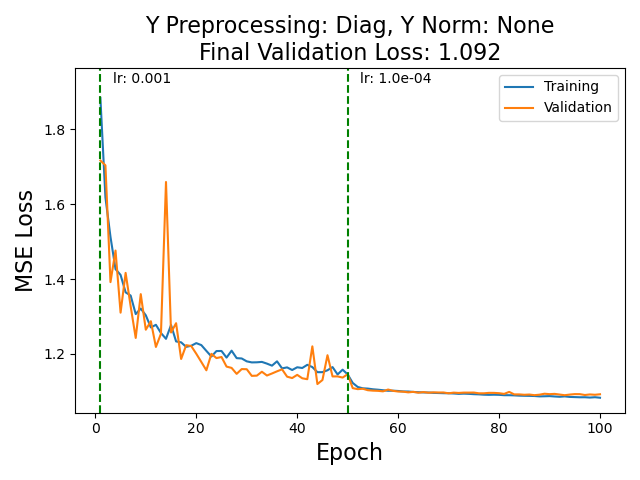 Y Preprocessing: Diag, Y Norm: None
Final Validation Loss: 1.092
lr: 0.001
lr: 1.0e-04
Training
Validation
MSE Loss
1.8
1.6
1.4
1.2
0
20
40
60
80
100
Epoch